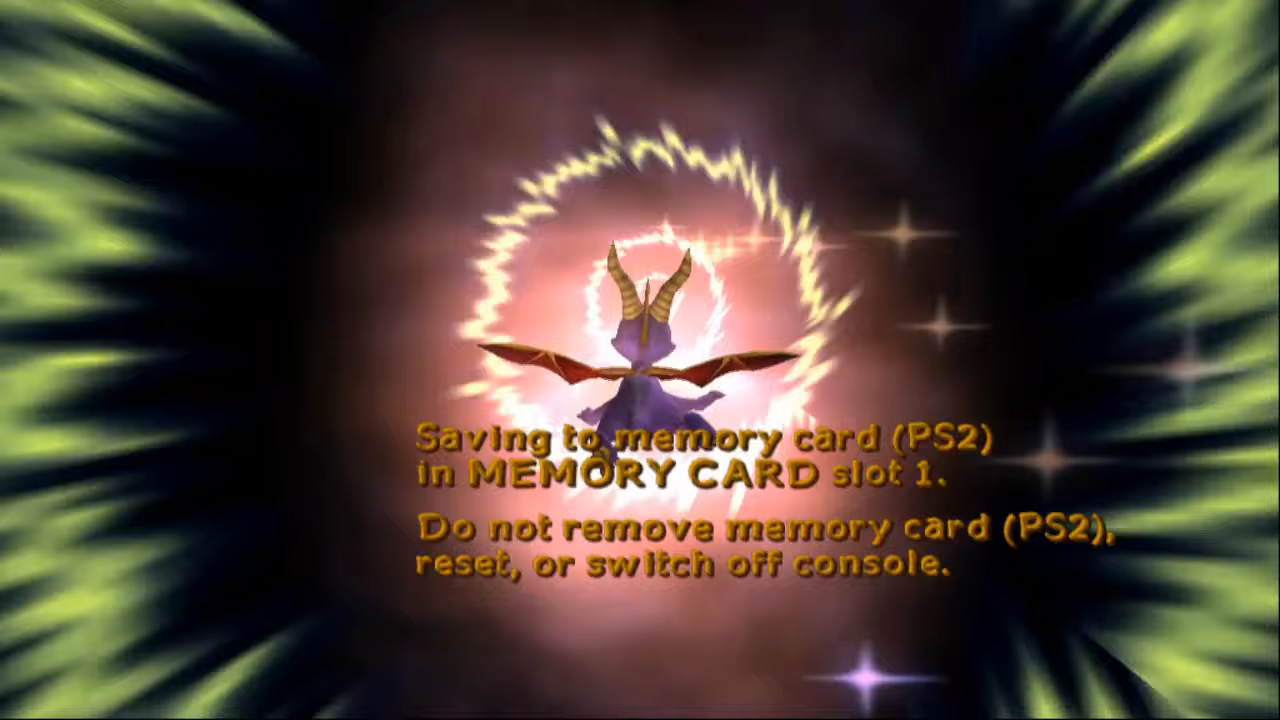 Saving to memory card (PS2)
in MEMORY CARD slot 1.
Do not remove memory card (PS2),
reset, or switch off console.